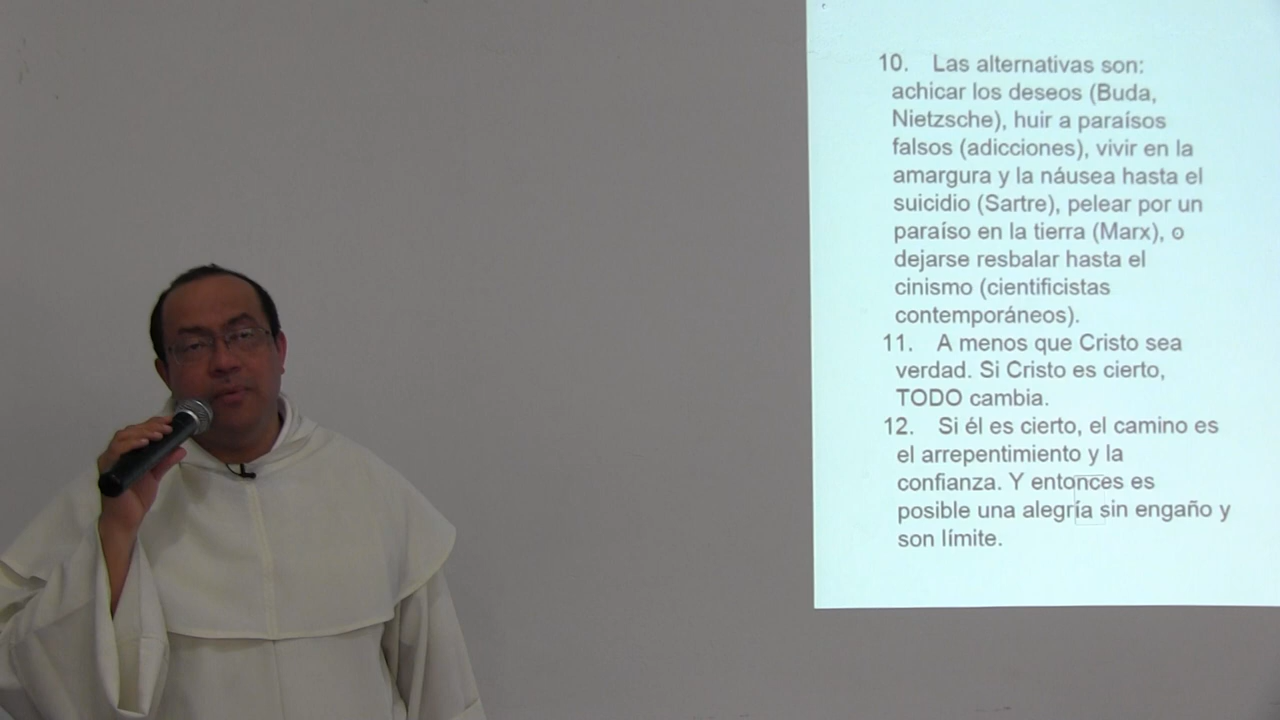 10. Las alternativas son:
achicar los deseos (Buda,
Nietzsche), huir a paraísos
falsos (adicciones), vivir en la
amargura y la náusea hasta el
suicidio (Sartre), pelear por un
paraíso en la tierra (Marx), o
dejarse resbalar hasta el
cinismo (cientificistas
contemporáneos).
11. A menos que Cristo sea
verdad. Si Cristo es cierto,
TODO cambia.
12. Si él es cierto, el camino es
el arrepentimiento y la
confianza. Y entonces es
posible una alegría sin engaño y
son límite.